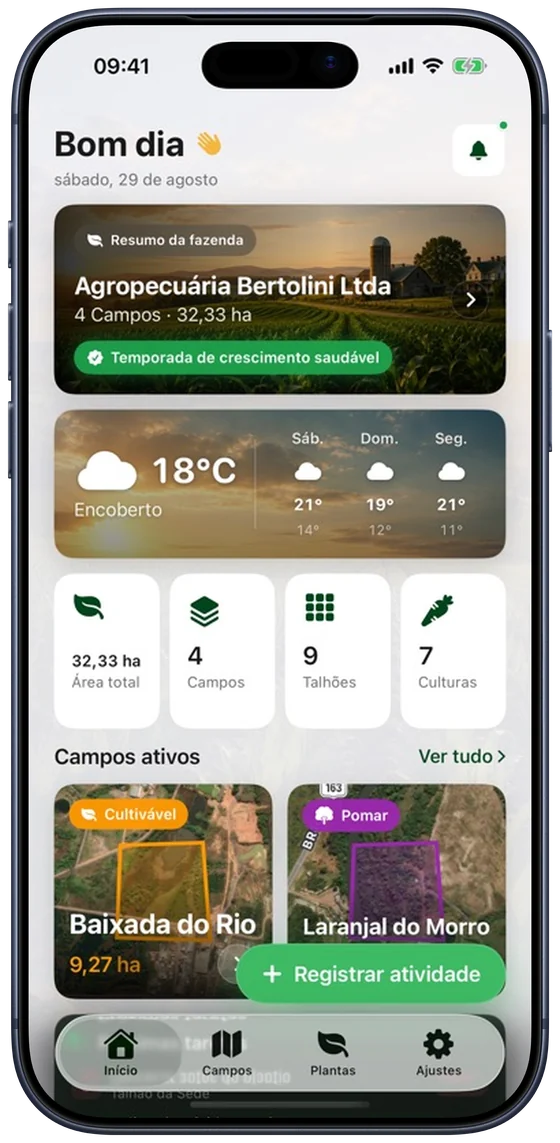 09:41
Bom dia 👋
sábado, 29 de agosto
Resumo da fazenda
Agropecuária Bertolini Ltda
4 Campos · 32,33 ha
Temporada de crescimento saudável
18°C
Encoberto
Sáb. Dom. Seg.
21° 19° 21°
14° 12° 11°
32,33 ha
Área total
4
Campos
9
Talhões
7
Culturas
Campos ativos
Ver tudo
Cultivável
Baixada do Rio
9,27 ha
163
BR
Pomar
Laranjal do Morro
+ Registrar atividade
Início
Campos
Plantas
Ajustes
Talhão da Sede